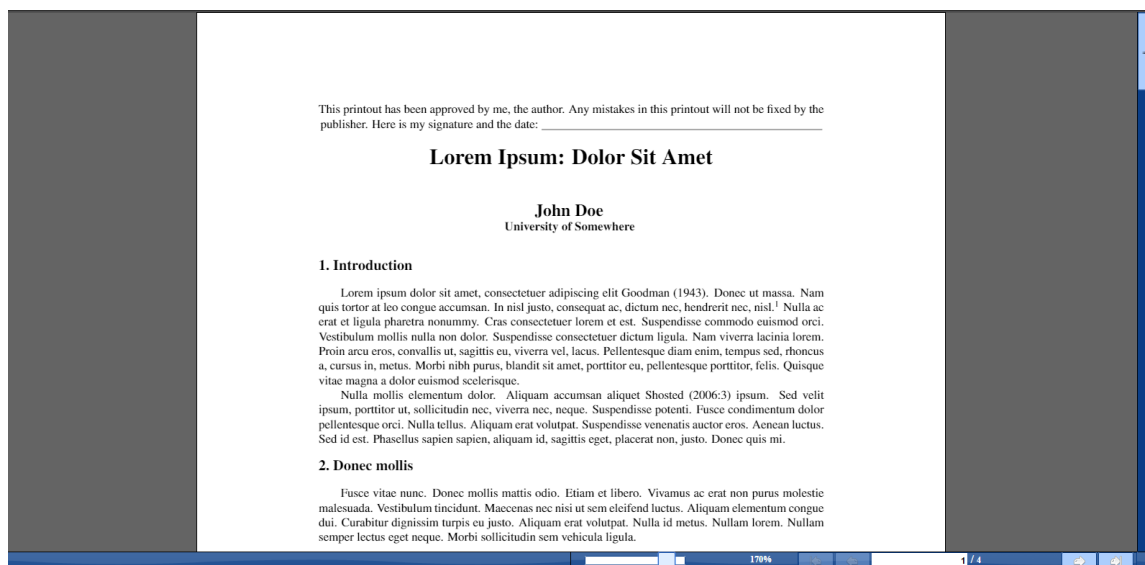 This printout has been approved by me, the author. Any mistakes in this printout will not be fixed by the
publisher. Here is my signature and the date:
Lorem Ipsum: Dolor Sit Amet
John Doe
University of Somewhere
1. Introduction
Lorem ipsum dolor sit amet, consectetuer adipiscing elit Goodman (1943). Donec ut massa. Nam
quis tortor at leo congue accumsan. In nisl justo, consequat ac, dictum nec, hendrerit nec, nisl.¹ Nulla ac
erat et ligula pharetra nonummy. Cras consectetuer lorem et est. Suspendisse commodo euismod orci.
Vestibulum mollis nulla non dolor. Suspendisse consectetuer dictum ligula. Nam viverra lacinia lorem.
Proin arcu eros, convallis ut, sagittis eu, viverra vel, lacus. Pellentesque diam enim, tempus sed, rhoncus
a, cursus in, metus. Morbi nibh purus, blandit sit amet, porttitor eu, pellentesque porttitor, felis. Quisque
vitae magna a dolor euismod scelerisque.
Nulla mollis elementum dolor. Aliquam accumsan aliquet Shosted (2006:3) ipsum. Sed velit
ipsum, porttitor ut, sollicitudin nec, viverra nec, neque. Suspendisse potenti. Fusce condimentum dolor
pellentesque orci. Nulla tellus. Aliquam erat volutpat. Suspendisse venenatis auctor eros. Aenean luctus.
Sed id est. Phasellus sapien sapien, aliquam id, sagittis eget, placerat non, justo. Donec quis mi.
2. Donec mollis
Fusce vitae nunc. Donec mollis mattis odio. Etiam et libero. Vivamus ac erat non purus molestie
malesuada. Vestibulum tincidunt. Maecenas nec nisi ut sem eleifend luctus. Aliquam elementum congue
dui. Curabitur dignissim turpis eu justo. Aliquam erat volutpat. Nulla id metus. Nullam lorem. Nullam
semper lectus eget neque. Morbi sollicitudin sem vehicula ligula.
170% 1 / 4